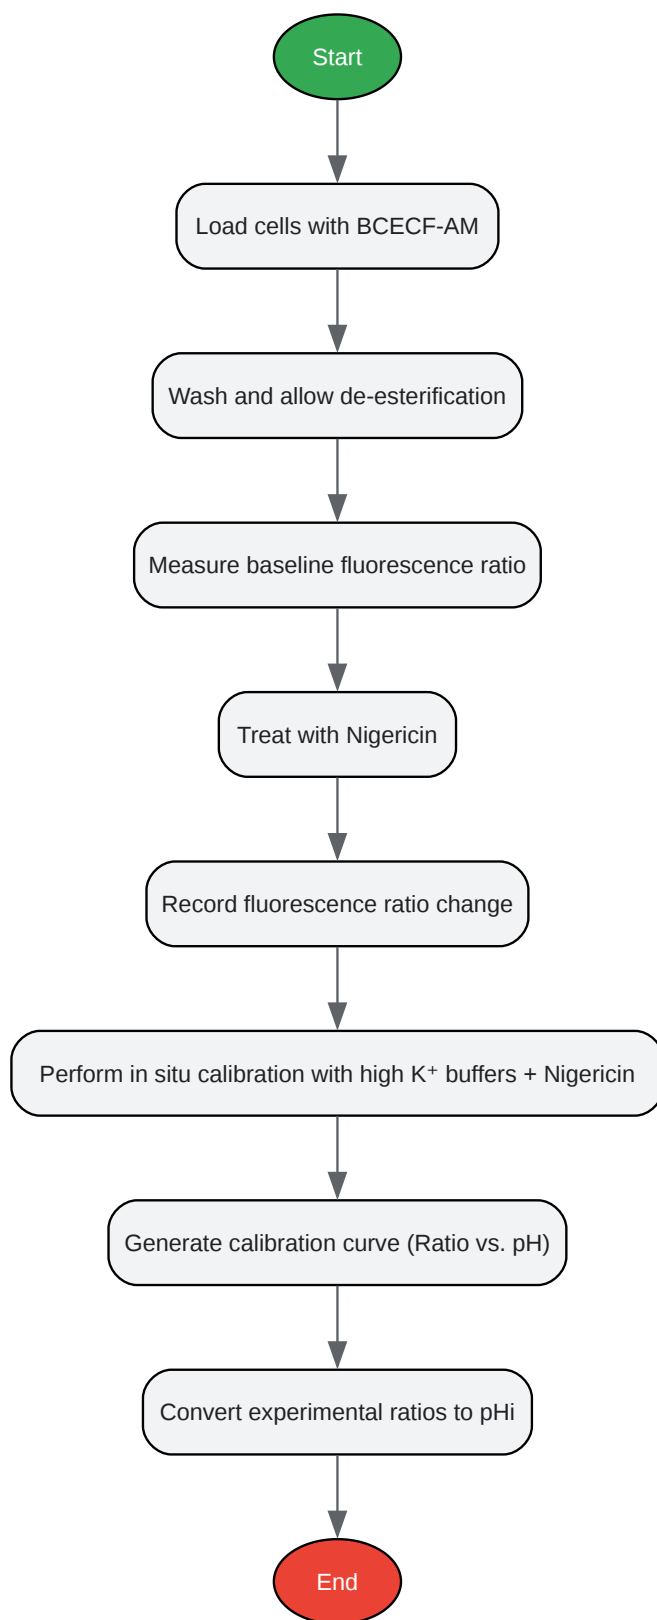 Start
Load cells with BCECF-AM
Wash and allow de-esterification
Measure baseline fluorescence ratio
Treat with Nigericin
Record fluorescence ratio change
Perform in situ calibration with high K⁺ buffers + Nigericin
Generate calibration curve (Ratio vs. pH)
Convert experimental ratios to pHi
End